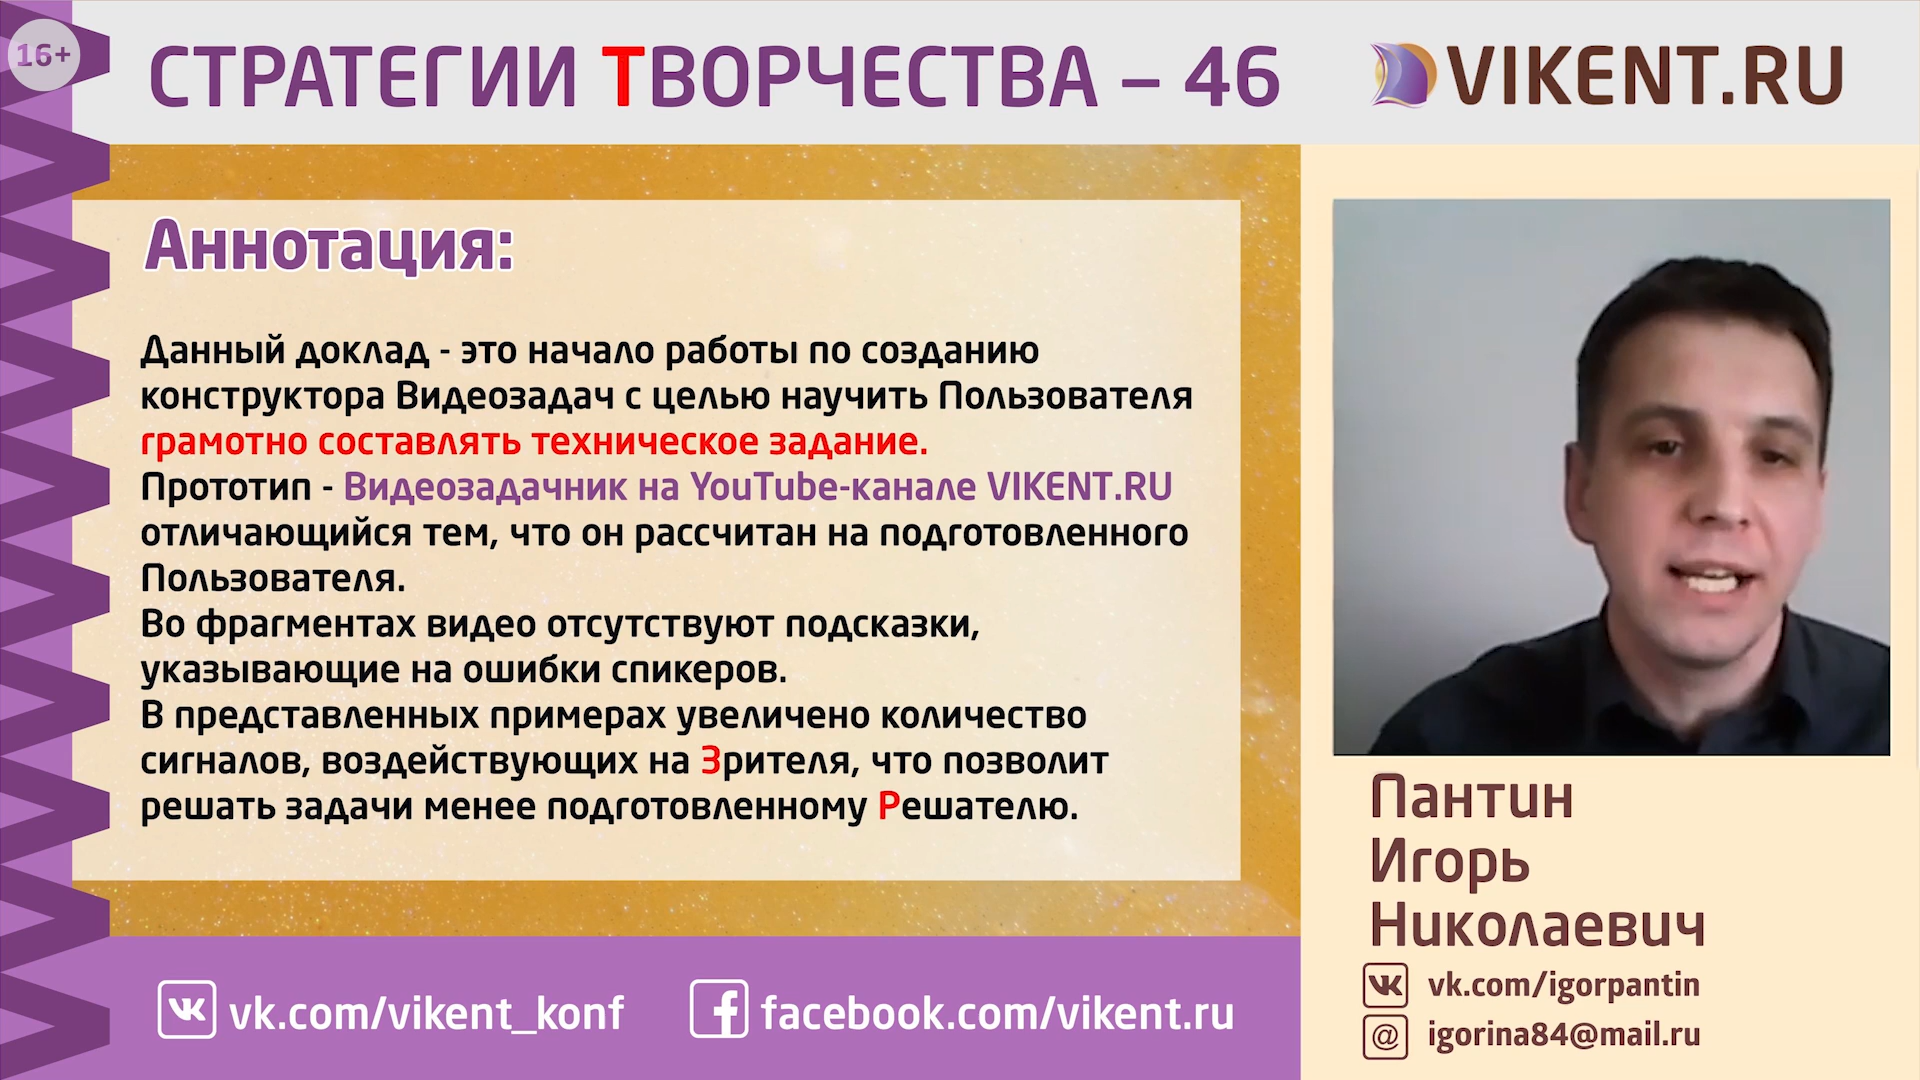 16+
СТРАТЕГИИ ТВОРЧЕСТВА – 46
VIKENT.RU
Аннотация:
Данный доклад - это начало работы по созданию
конструктора Видеозадач с целью научить Пользователя
грамотно составлять техническое задание.
Прототип - Видеозадачник на YouTube-канале VIKENT.RU
отличающийся тем, что он рассчитан на подготовленного
Пользователя.
Во фрагментах видео отсутствуют подсказки,
указывающие на ошибки спикеров.
В представленных примерах увеличено количество
сигналов, воздействующих на Зрителя, что позволит
решать задачи менее подготовленному Решателю.
Пантин
Игорь
Николаевич
vk.com/igorpantin
igorina84@mail.ru
vk.com/vikent_konf
facebook.com/vikent.ru